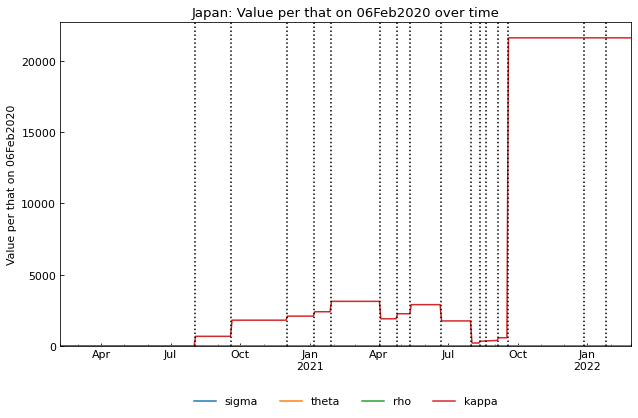 Japan: Value per that on 06Feb2020 over time
Value per that on 06Feb2020
20000
15000
10000
5000
0
Apr Jul Oct Jan Apr Jul Oct Jan
2021 2022
sigma theta rho kappa